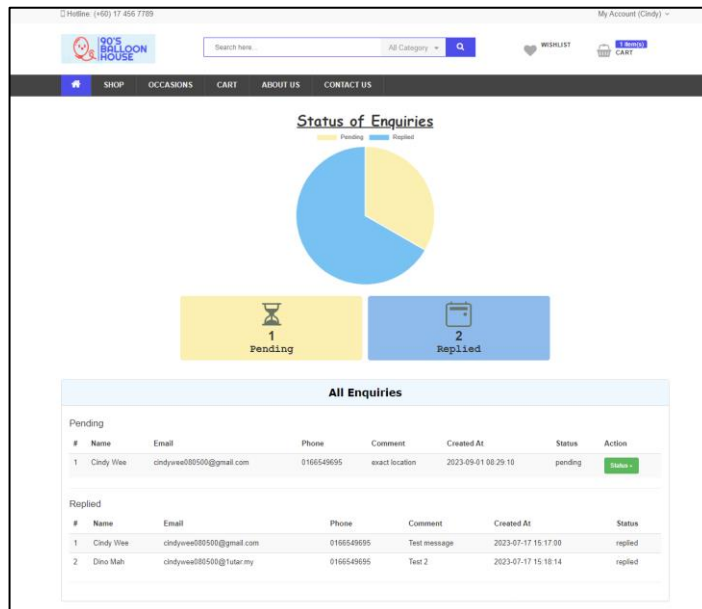 Hotline: (+60) 17 456 7789 My Account (Cindy)
90'S
BALLOON
HOUSE
&
Search here... All Category
WISHLIST
1 item(s)
CART
SHOP OCCASIONS CART ABOUT US CONTACT US
Status of Enquiries
Pending Replied
1
Pending
2
Replied
All Enquiries
Pending
# Name Email Phone Comment Created At Status Action
1 Cindy Wee cindywee080500@gmail.com 0166549695 exact location 2023-09-01 08:29:10 pending Status
Replied
# Name Email Phone Comment Created At Status
1 Cindy Wee cindywee080500@gmail.com 0166549695 Test message 2023-07-17 15:17:00 replied
2 Dino Mah cindywee080500@1utar.my 0166549695 Test 2 2023-07-17 15:18:14 replied